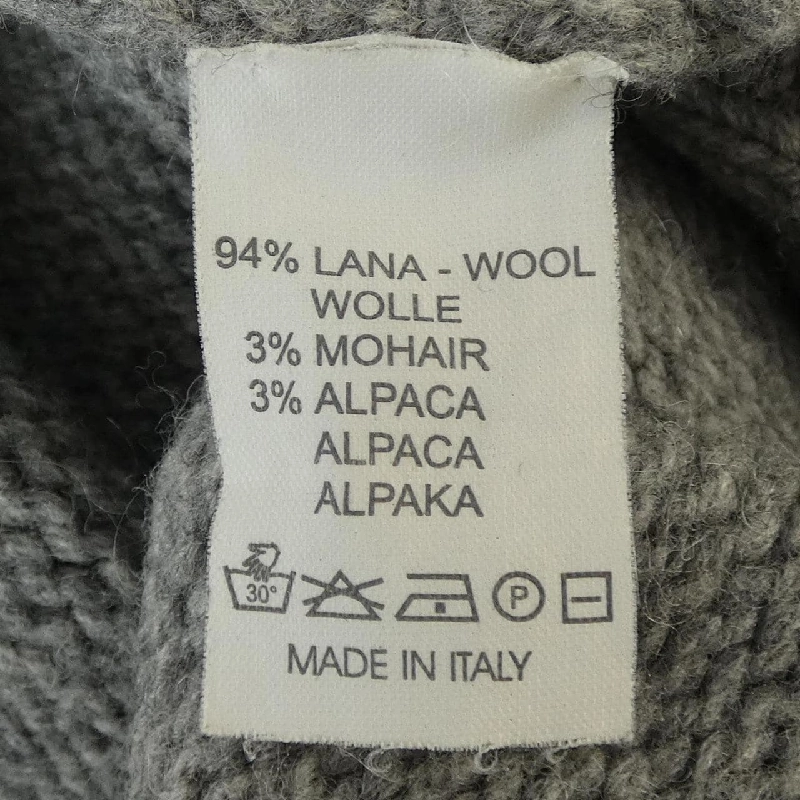 94% LANA - WOOL
WOLLE
3% MOHAIR
3% ALPACA
ALPACA
ALPAKA
30°
P
MADE IN ITALY